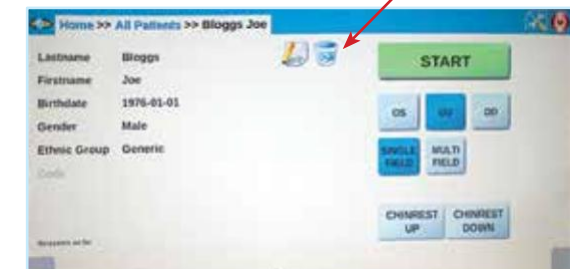 Home >> All Patients >> Bloggs Joe
Lastname Bloggs
Firstname Joe
Birthdate 1976-01-01
Gender Male
Ethnic Group Generic
Code
START
OS OU OD
SINGLE FIELD
MULTI FIELD
CHINREST UP
CHINREST DOWN